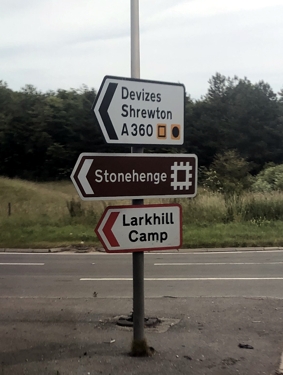 Devizes
Shrewton
A360
Stonehenge
Larkhill
Camp